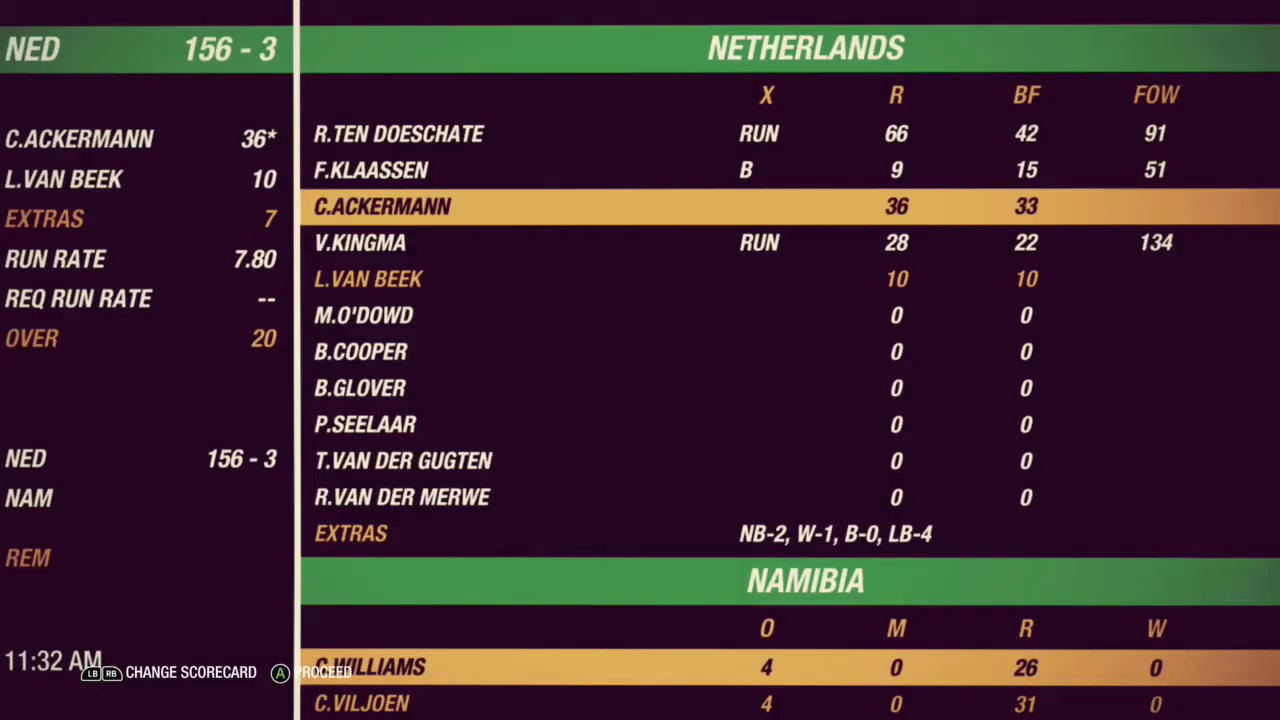 NED 156 - 3
C.ACKERMANN 36*
L.VAN BEEK 10
EXTRAS 7
RUN RATE 7.80
REQ RUN RATE --
OVER 20
NED 156 - 3
NAM
REM
11:32 AM
LB RB CHANGE SCORECARD A PROCEED
NETHERLANDS
X R BF FOW
R.TEN DOESCHATE RUN 66 42 91
F.KLAASSEN B 9 15 51
C.ACKERMANN 36 33
V.KINGMA RUN 28 22 134
L.VAN BEEK 10 10
M.O'DOWD 0 0
B.COOPER 0 0
B.GLOVER 0 0
P.SEELAAR 0 0
T.VAN DER GUGTEN 0 0
R.VAN DER MERWE 0 0
EXTRAS NB-2, W-1, B-0, LB-4
NAMIBIA
O M R W
C.WILLIAMS 4 0 26 0
C.VILJOEN 4 0 31 0